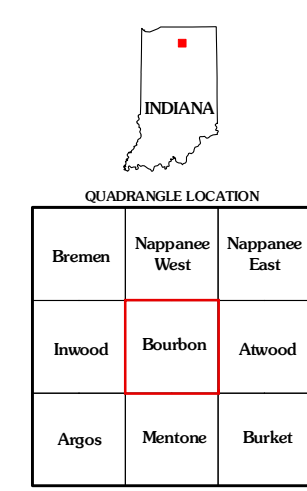 INDIANA
QUADRANGLE LOCATION
Bremen
Nappanee
West
Nappanee
East
Inwood
Bourbon
Atwood
Argos
Mentone
Burket